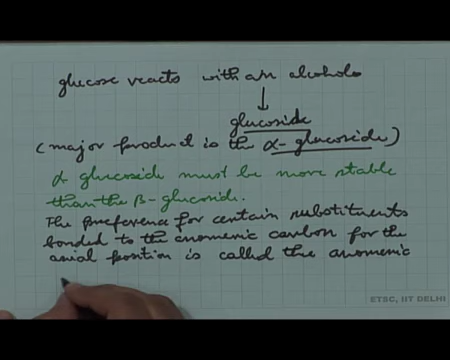 glucose reacts with an alcohols
glucoside
(major product is the α-glucoside)
α glucoside must be more stable
than the β-glucoside.
The preference for certain substituents
bonded to the anomeric carbon for the
axial position is called the anomeric
ETSC, IIT DELHI